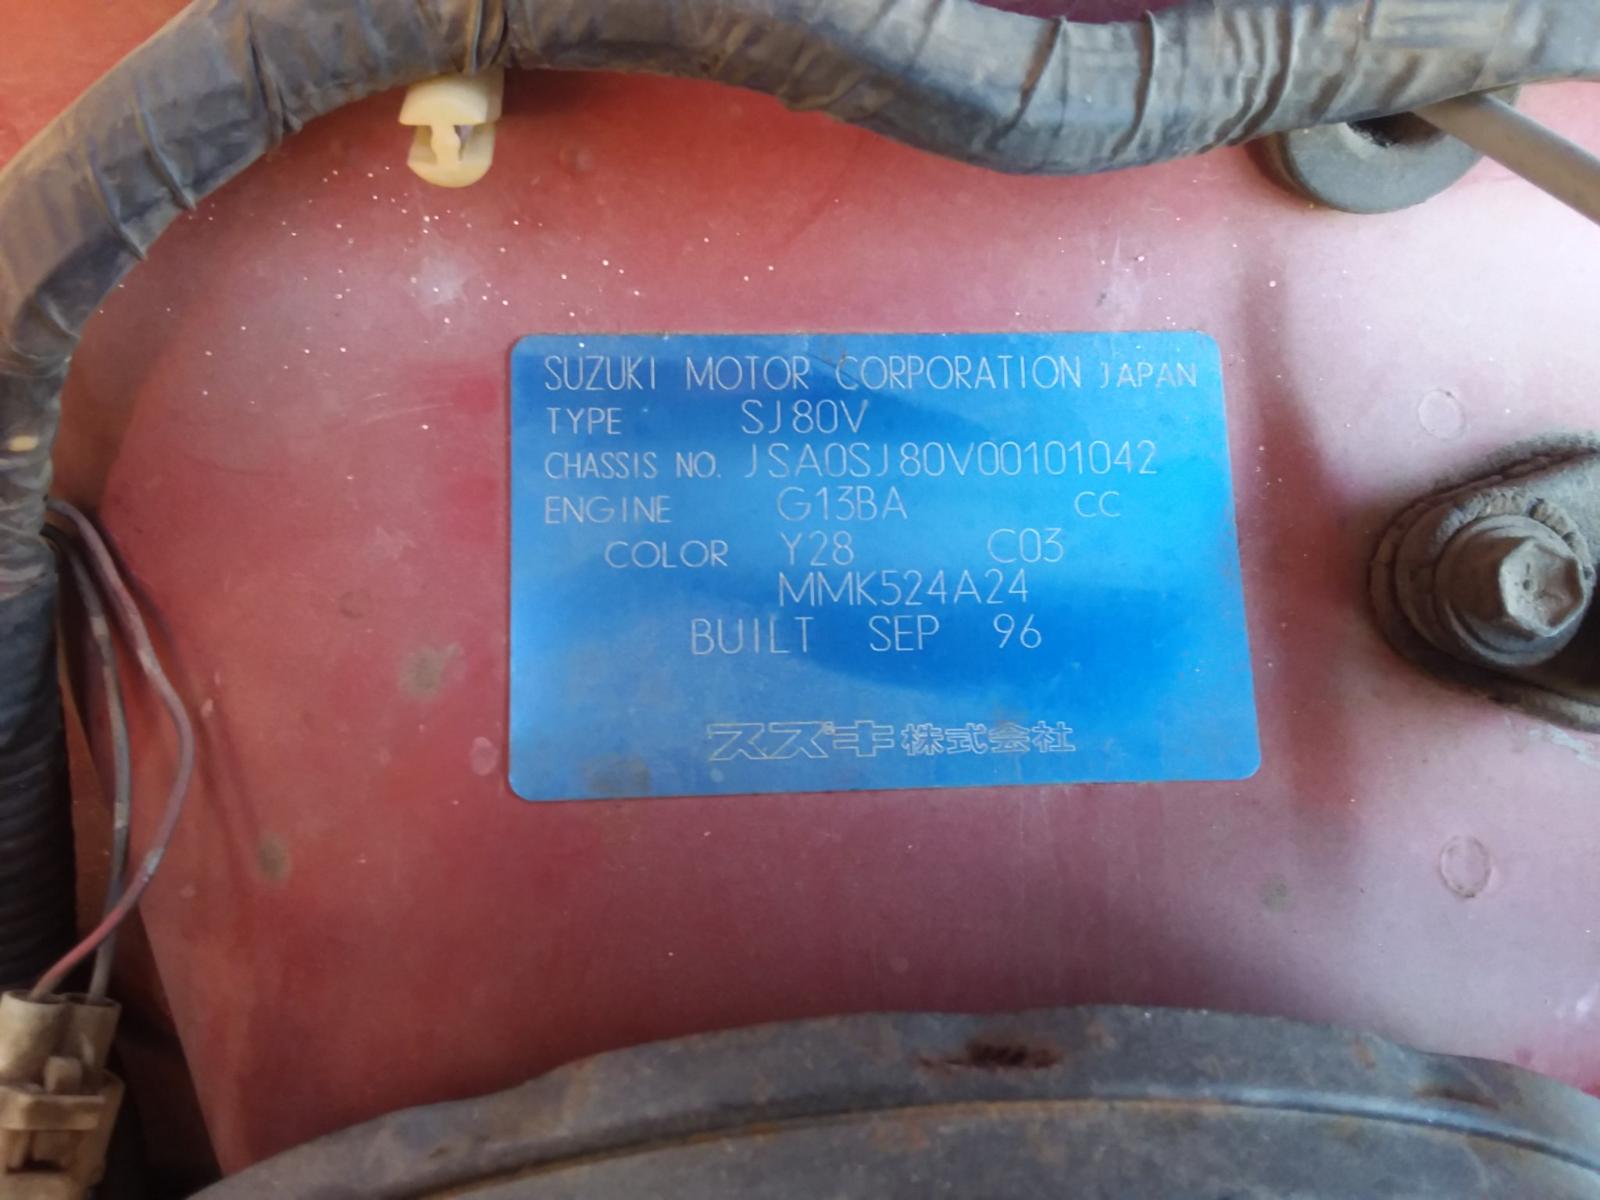 SUZUKI MOTOR CORPORATION JAPAN
TYPE SJ80V
CHASSIS NO. JSA0SJ80V00101042
ENGINE G13BA CC
COLOR Y28 C03
MMK524A24
BUILT SEP 96
スズキ株式会社